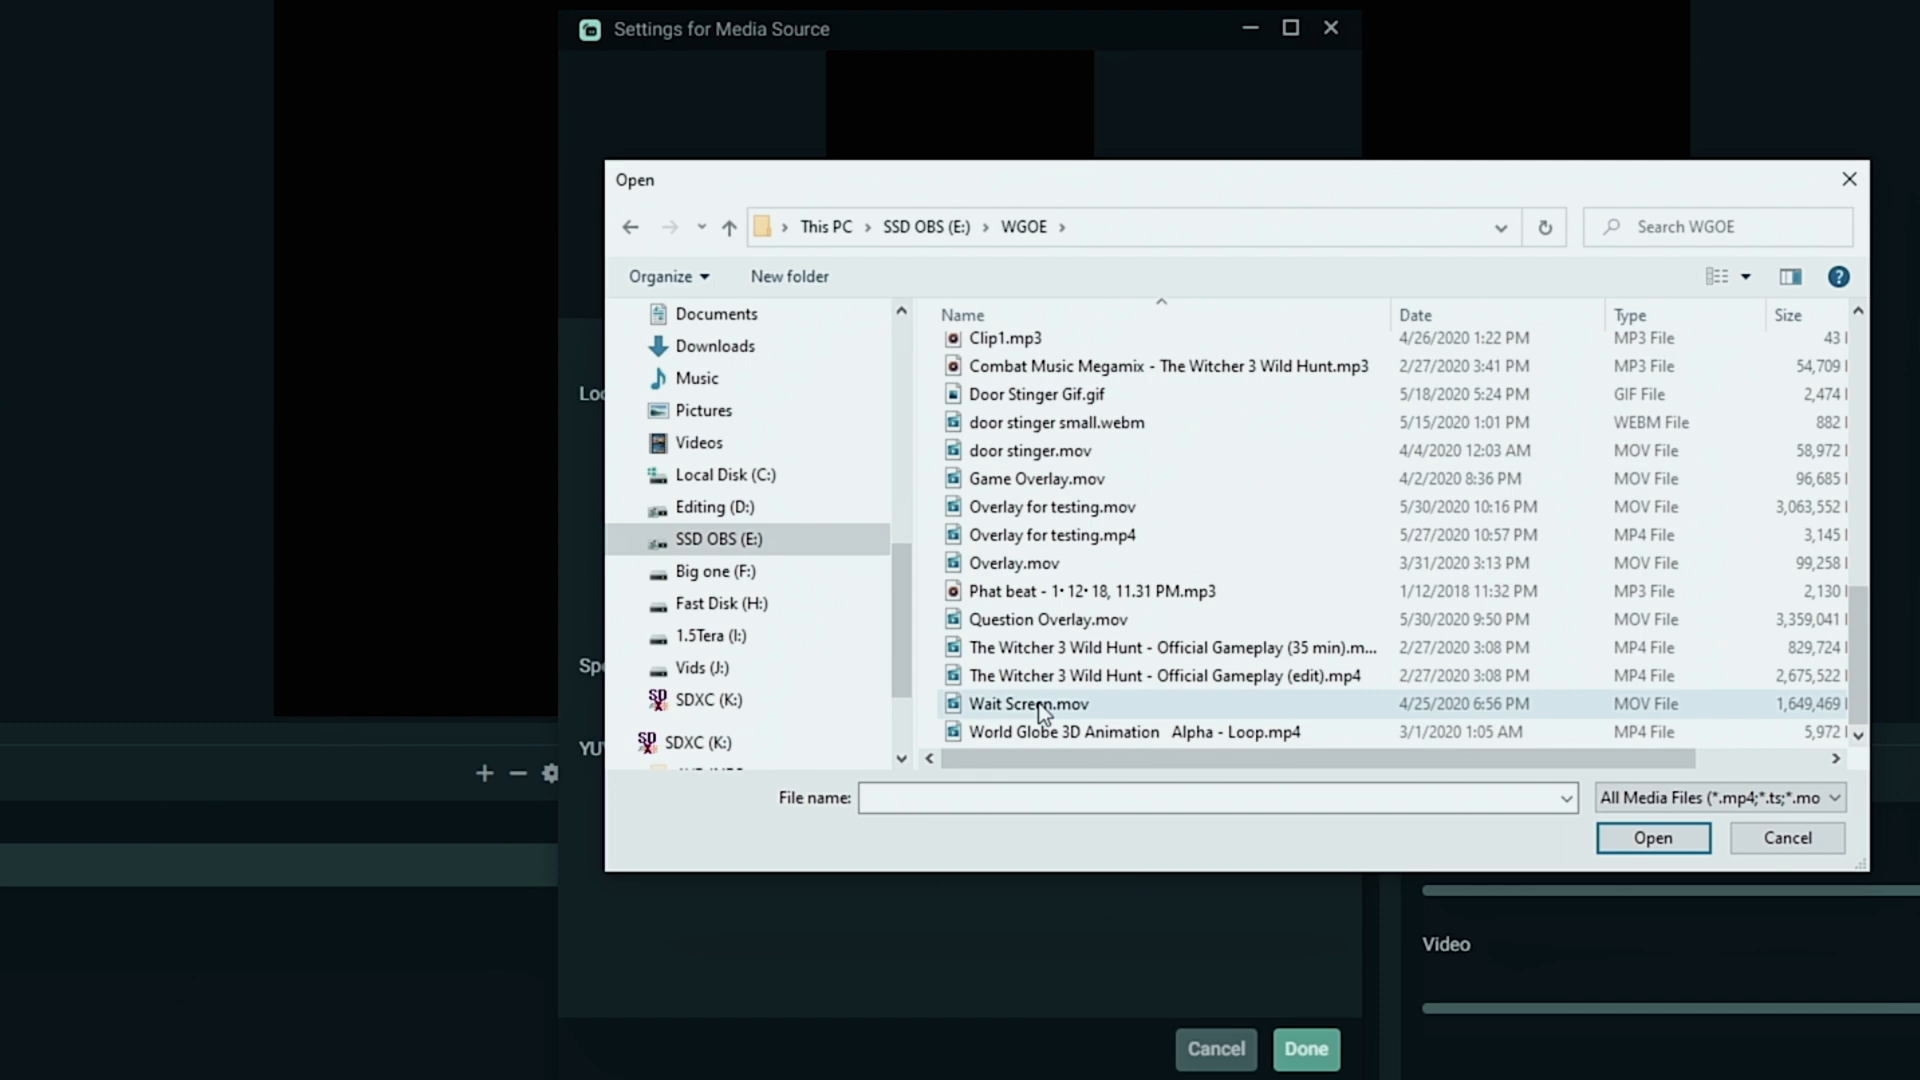 Settings for Media Source
Open
This PC > SSD OBS (E:) > WGOE >
Search WGOE
Organize
New folder
Documents
Downloads
Music
Pictures
Videos
Local Disk (C:)
Editing (D:)
SSD OBS (E:)
Big one (F:)
Fast Disk (H:)
1.5Tera (I:)
Vids (J:)
SDXC (K:)
SDXC (K:)
Name Date Type Size
Clip1.mp3 4/26/2020 1:22 PM MP3 File 43
Combat Music Megamix - The Witcher 3 Wild Hunt.mp3 2/27/2020 3:41 PM MP3 File 54,709
Door Stinger Gif.gif 5/18/2020 5:24 PM GIF File 2,474
door stinger small.webm 5/15/2020 1:01 PM WEBM File 882
door stinger.mov 4/4/2020 12:03 AM MOV File 58,972
Game Overlay.mov 4/2/2020 8:36 PM MOV File 96,685
Overlay for testing.mov 5/30/2020 10:16 PM MOV File 3,063,552
Overlay for testing.mp4 5/27/2020 10:57 PM MP4 File 3,145
Overlay.mov 3/31/2020 3:13 PM MOV File 99,258
Phat beat - 1• 12• 18, 11.31 PM.mp3 1/12/2018 11:32 PM MP3 File 2,130
Question Overlay.mov 5/30/2020 9:50 PM MOV File 3,359,041
The Witcher 3 Wild Hunt - Official Gameplay (35 min).m... 2/27/2020 3:08 PM MP4 File 829,724
The Witcher 3 Wild Hunt - Official Gameplay (edit).mp4 2/27/2020 3:08 PM MP4 File 2,675,522
Wait Screen.mov 4/25/2020 6:56 PM MOV File 1,649,469
World Globe 3D Animation Alpha - Loop.mp4 3/1/2020 1:05 AM MP4 File 5,972
File name:
All Media Files (*.mp4;*.ts;*.mo
Open
Cancel
Loc
Spe
YU
Video
Cancel
Done